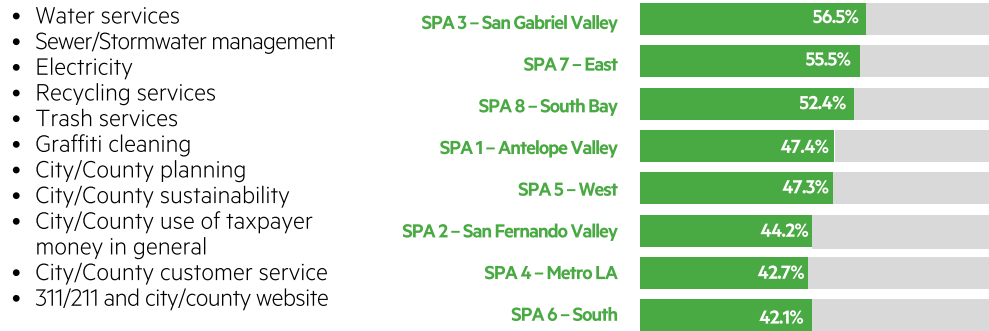 • Water services
• Sewer/Stormwater management
• Electricity
• Recycling services
• Trash services
• Graffiti cleaning
• City/County planning
• City/County sustainability
• City/County use of taxpayer
money in general
• City/County customer service
• 311/211 and city/county website
SPA 3 – San Gabriel Valley 56.5%
SPA 7 – East 55.5%
SPA 8 – South Bay 52.4%
SPA 1 – Antelope Valley 47.4%
SPA 5 – West 47.3%
SPA 2 – San Fernando Valley 44.2%
SPA 4 – Metro LA 42.7%
SPA 6 – South 42.1%